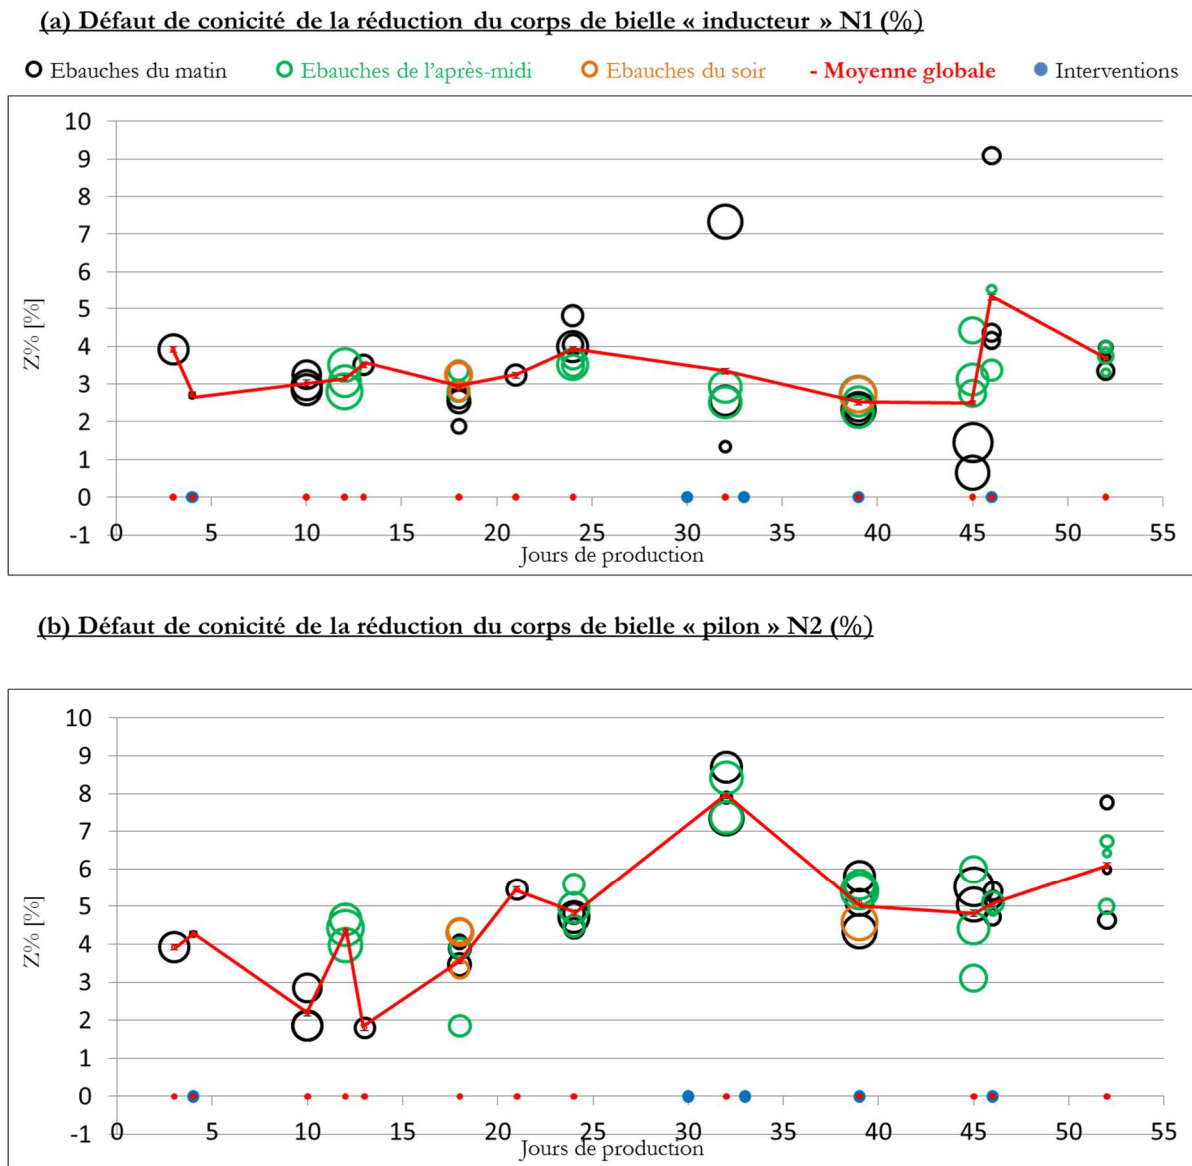 (a) Défaut de conicité de la réduction du corps de bielle « inducteur » N1 (%)
Ebauches du matin Ebauches de l'après-midi Ebauches du soir - Moyenne globale Interventions
10
9
8
7
6
5
4
3
2
1
0
-1
Z% [%]
0 5 10 15 20 25 30 35 40 45 50 55
Jours de production
(b) Défaut de conicité de la réduction du corps de bielle « pilon » N2 (%)
10
9
8
7
6
5
4
3
2
1
0
-1
Z% [%]
0 5 10 15 20 25 30 35 40 45 50 55
Jours de production